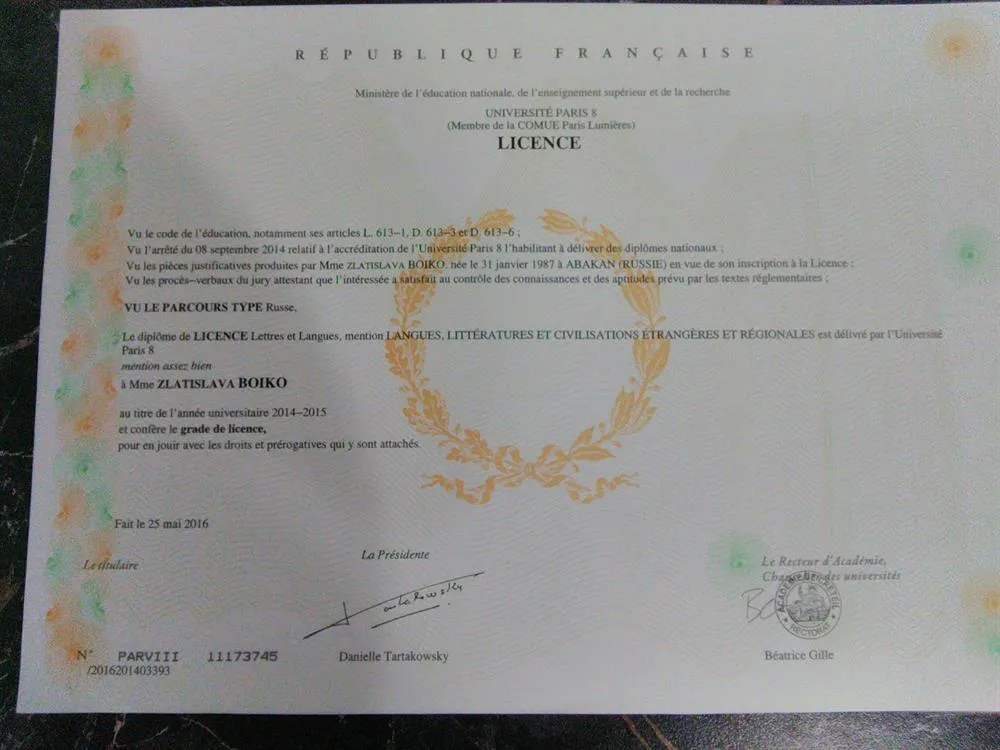 RÉPUBLIQUE FRANÇAISE
Ministère de l'éducation nationale, de l'enseignement supérieur et de la recherche
UNIVERSITÉ PARIS 8
(Membre de la COMUE Paris Lumières)
LICENCE
Vu le code de l'éducation, notamment ses articles L. 613–1, D. 613–3 et D. 613–6 ;
Vu l'arrêté du 08 septembre 2014 relatif à l'accréditation de l'Université Paris 8 l'habilitant à délivrer des diplômes nationaux ;
Vu les pièces justificatives produites par Mme ZLATISLAVA BOIKO, née le 31 janvier 1987 à ABAKAN (RUSSIE) en vue de son inscription à la Licence ;
Vu les procès–verbaux du jury attestant que l'intéressée a satisfait au contrôle des connaissances et des aptitudes prévu par les textes réglementaires ;
VU LE PARCOURS TYPE Russe,
Le diplôme de LICENCE Lettres et Langues, mention LANGUES, LITTÉRATURES ET CIVILISATIONS ETRANGÈRES ET RÉGIONALES est délivré par l'Université
Paris 8
mention assez bien
à Mme ZLATISLAVA BOIKO
au titre de l'année universitaire 2014–2015
et confère le grade de licence,
pour en jouir avec les droits et prérogatives qui y sont attachés.
Fait le 25 mai 2016
Le titulaire
La Présidente
Le Recteur d'Académie,
Chancelier des universités
ACADÉMIE DE CRÉTEIL
RECTORAT
N° PARVIII 11173745
/2016201403393
Danielle Tartakowsky
Béatrice Gille